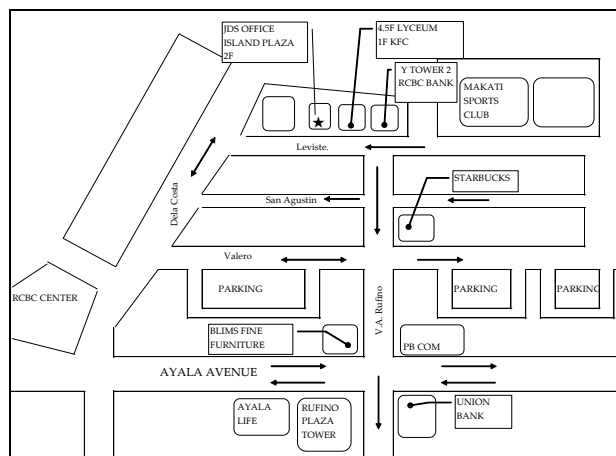 JDS OFFICE
ISLAND PLAZA
2F
4.5F LYCEUM
1F KFC
Y TOWER 2
RCBC BANK
MAKATI
SPORTS
CLUB
Leviste.
STARBUCKS
San Agustin
Dela Costa
Valero
RCBC CENTER
PARKING
PARKING
PARKING
V.A. Rufino
BLIMS FINE
FURNITURE
PB COM
AYALA AVENUE
AYALA
LIFE
RUFINO
PLAZA
TOWER
UNION
BANK